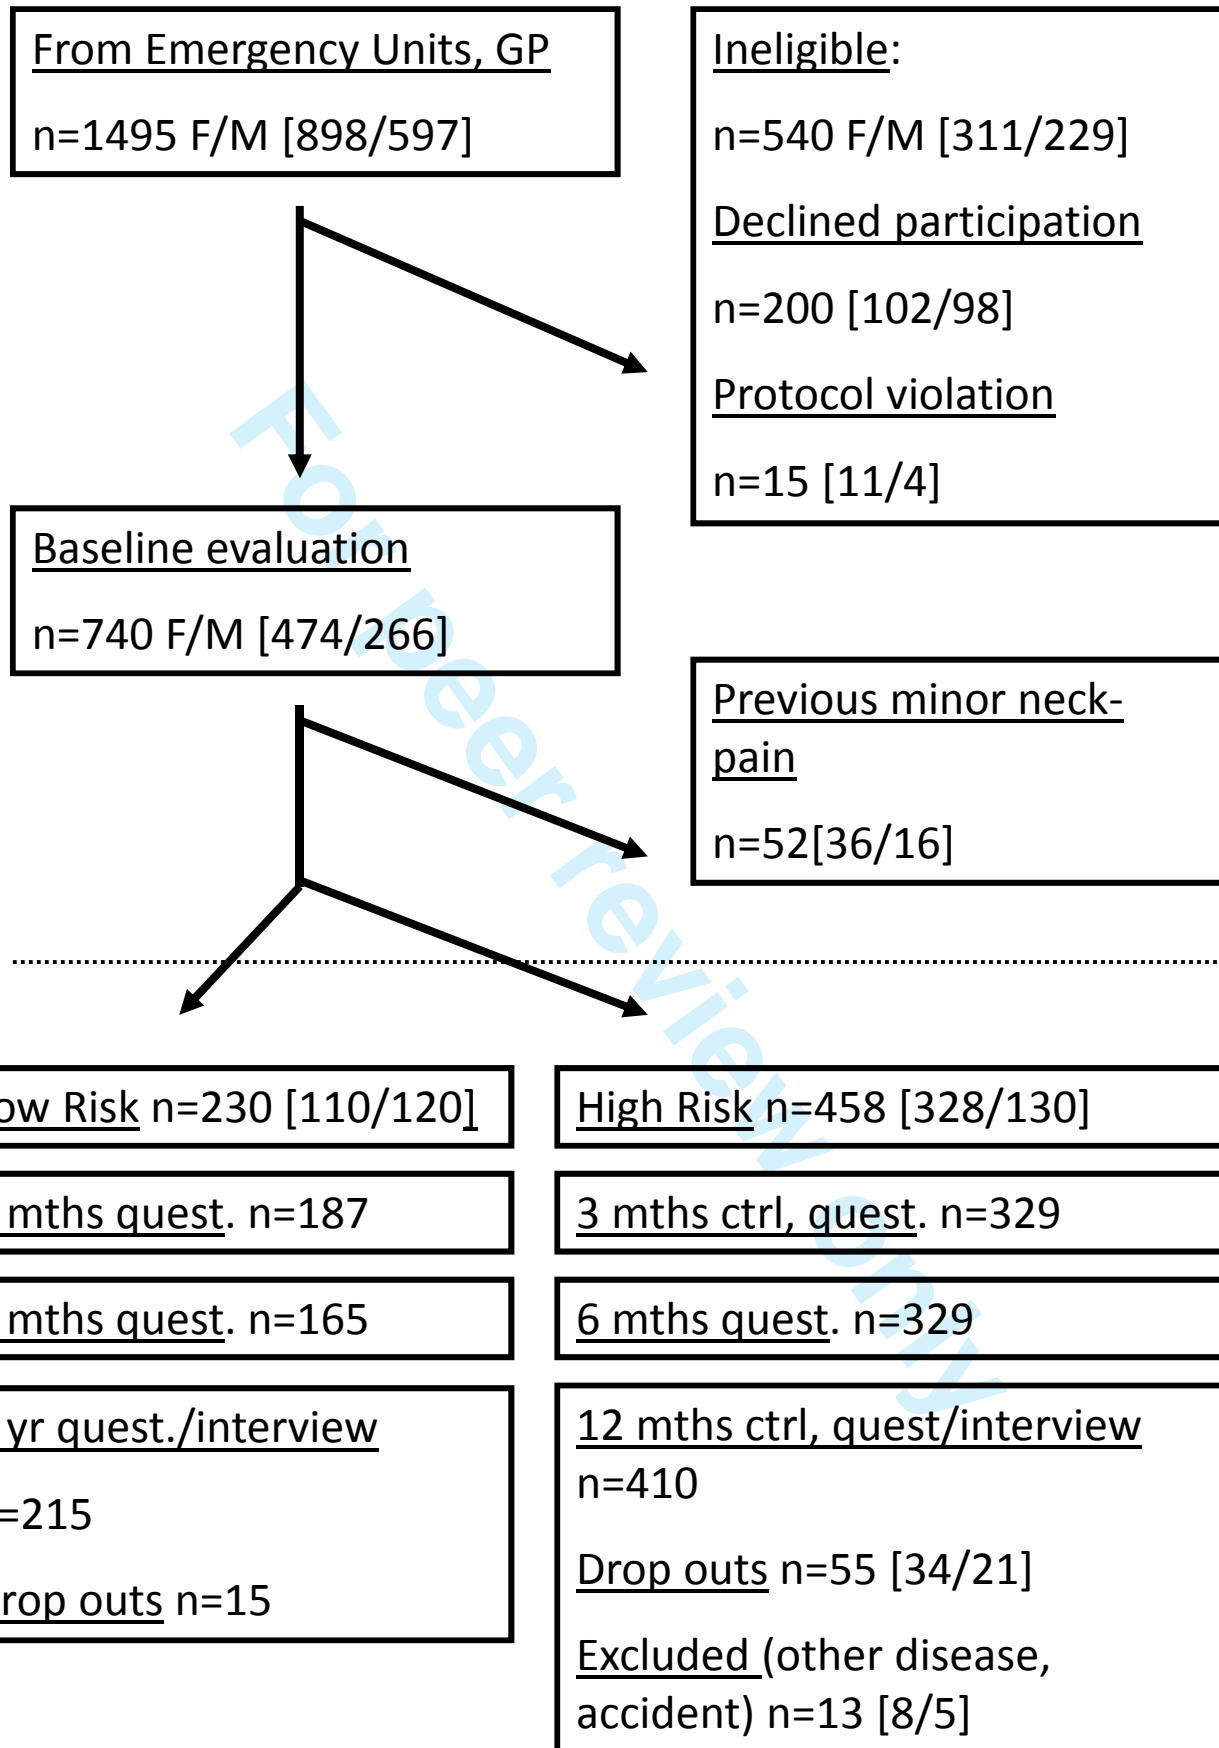 From Emergency Units, GP
n=1495 F/M [898/597]
Ineligible:
n=540 F/M [311/229]
Declined participation
n=200 [102/98]
Protocol violation
n=15 [11/4]
Baseline evaluation
n=740 F/M [474/266]
Previous minor neck-
pain
n=52[36/16]
ow Risk n=230 [110/120]
High Risk n=458 [328/130]
mths quest. n=187
3 mths ctrl, quest. n=329
mths quest. n=165
6 mths quest. n=329
yr quest./interview
=215
rop outs n=15
12 mths ctrl, quest/interview
n=410
Drop outs n=55 [34/21]
Excluded (other disease,
accident) n=13 [8/5]
For peer review only